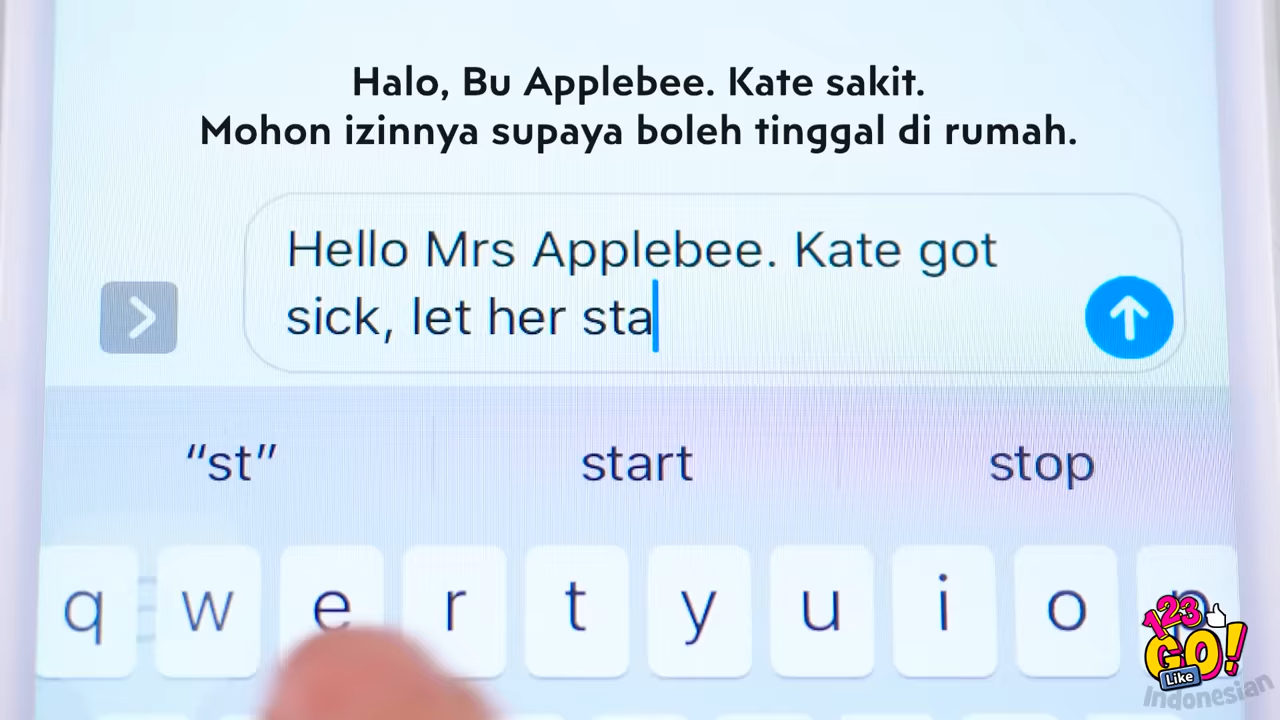 Halo, Bu Applebee. Kate sakit.
Mohon izinnya supaya boleh tinggal di rumah.
Hello Mrs Applebee. Kate got
sick, let her sta
“st” start stop
q w e r t y u i o p
123
GO!
Like
Indonesian